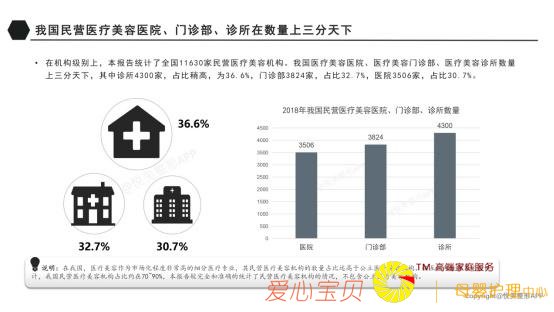 我国民营医疗美容医院、门诊部、诊所在数量上三分天下
• 在机构级别上，本报告统计了全国11630家民营医疗美容机构。我国医疗美容医院、医疗美容门诊部、医疗美容诊所数量
上三分天下，其中诊所4300家，占比稍高，为36.6%，门诊部3824家，占比32.7%，医院3506家，占比30.7%。
36.6%
32.7%
30.7%
2018年我国民营医疗美容医院、门诊部、诊所数量
4500
4000
3500
3000
2500
2000
1500
1000
500
0
3506
3824
4300
医院
门诊部
诊所
@悦美整形APP
说明：在我国，医疗美容作为市场化程度非常高的细分医疗专业，其民营医疗美容机构的数量占比远高于公立医
计，我国民营医疗美容机构占比约在70~90%，本报告较完全和准确的统计了民营医疗美容机构的情况，不包含公立
TM 高端家庭服务
爱心宝贝
母婴护理中心
Copyright@悦美整形APP